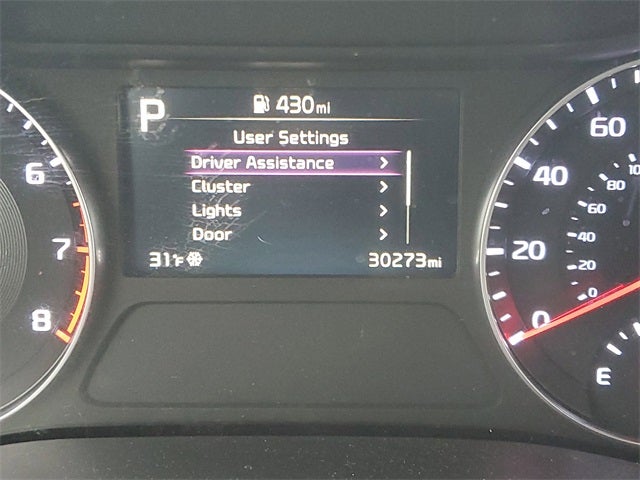 P
430mi
User Settings
Driver Assistance >
Cluster >
Lights >
Door >
31°F
30273mi
6
7
8
60
40
20
0
80
60
40
20
0
E